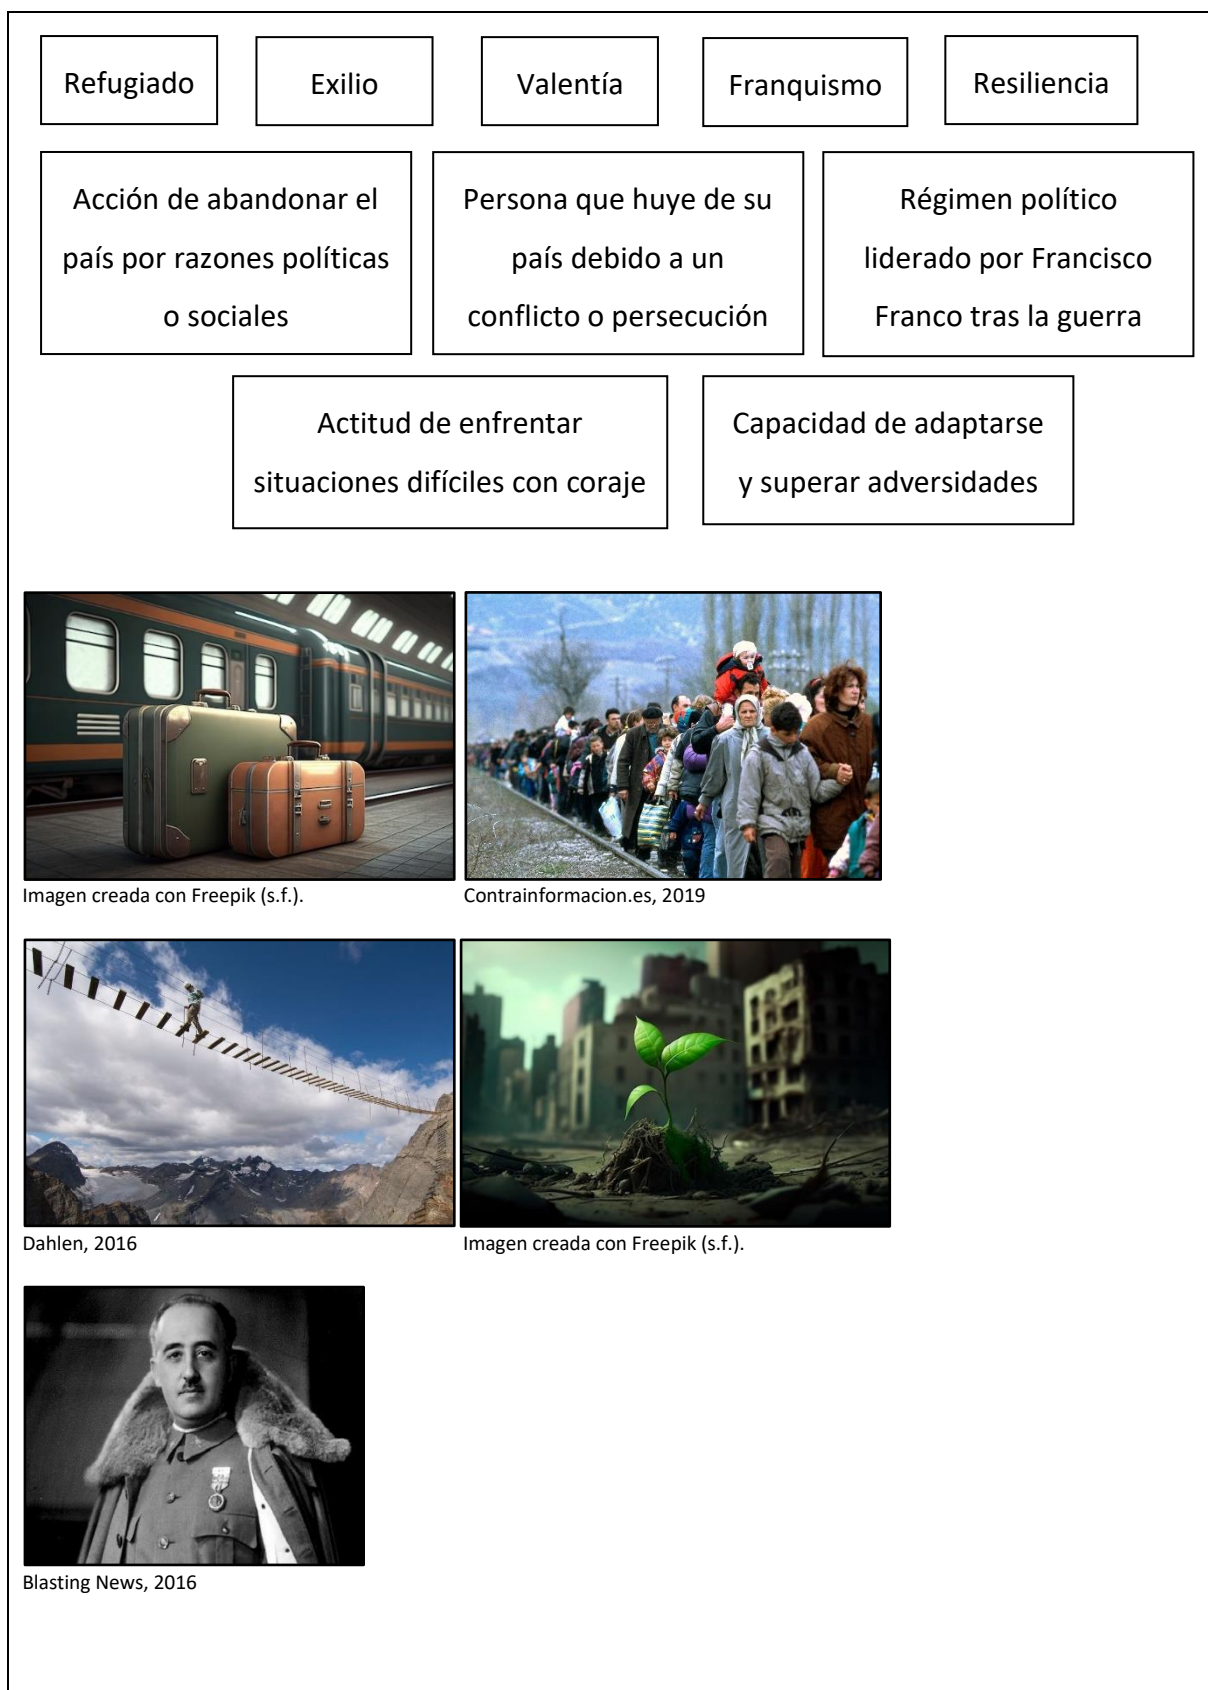 Refugiado
Exilio
Valentía
Franquismo
Resiliencia
Acción de abandonar el
país por razones políticas
o sociales
Persona que huye de su
país debido a un
conflicto o persecución
Régimen político
liderado por Francisco
Franco tras la guerra
Actitud de enfrentar
situaciones difíciles con coraje
Capacidad de adaptarse
y superar adversidades
Imagen creada con Freepik (s.f.).
Contrainformacion.es, 2019
Dahlen, 2016
Imagen creada con Freepik (s.f.).
Blasting News, 2016